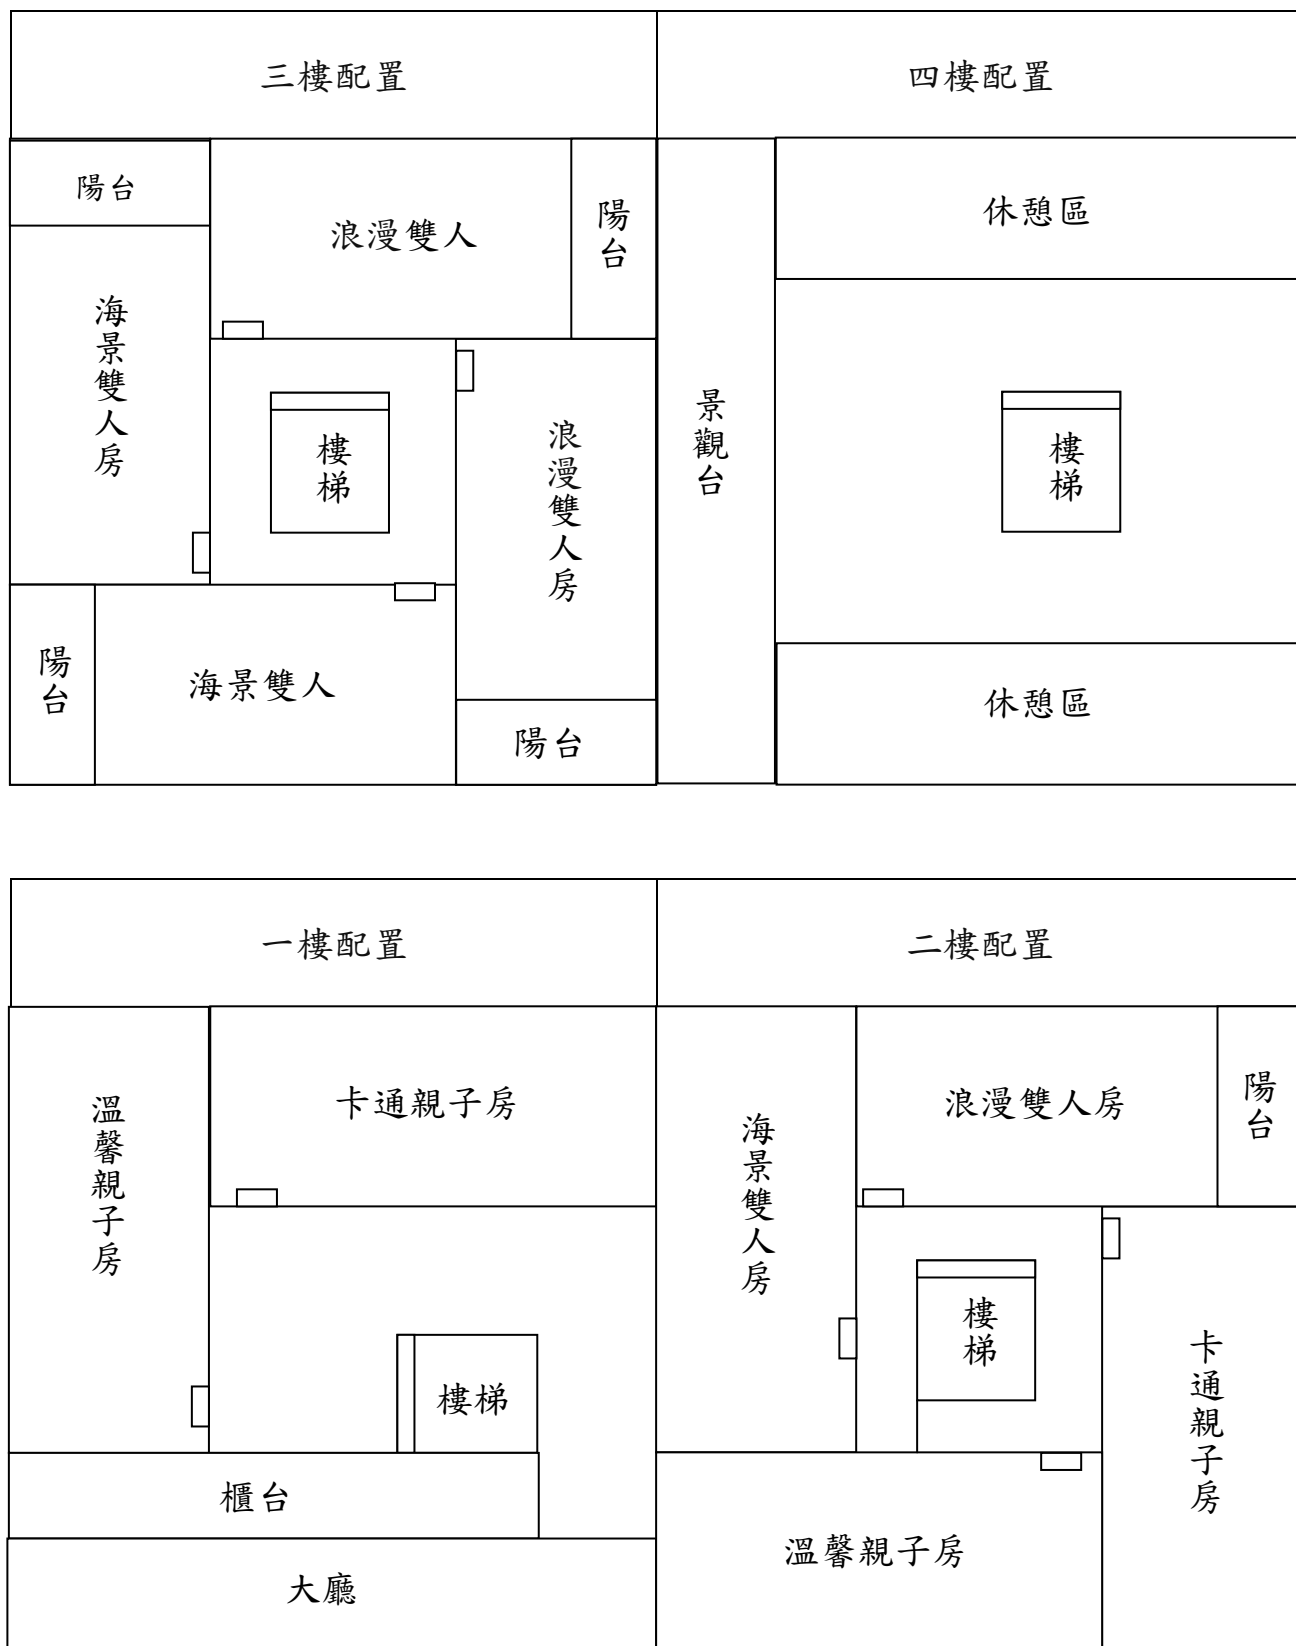 三樓配置
四樓配置
陽台
浪漫雙人
陽台
休憩區
海景雙人房
樓梯
浪漫雙人房
景觀台
樓梯
陽台
海景雙人
陽台
休憩區
一樓配置
二樓配置
溫馨親子房
卡通親子房
海景雙人房
浪漫雙人房
陽台
樓梯
樓梯
卡通親子房
櫃台
溫馨親子房
大廳